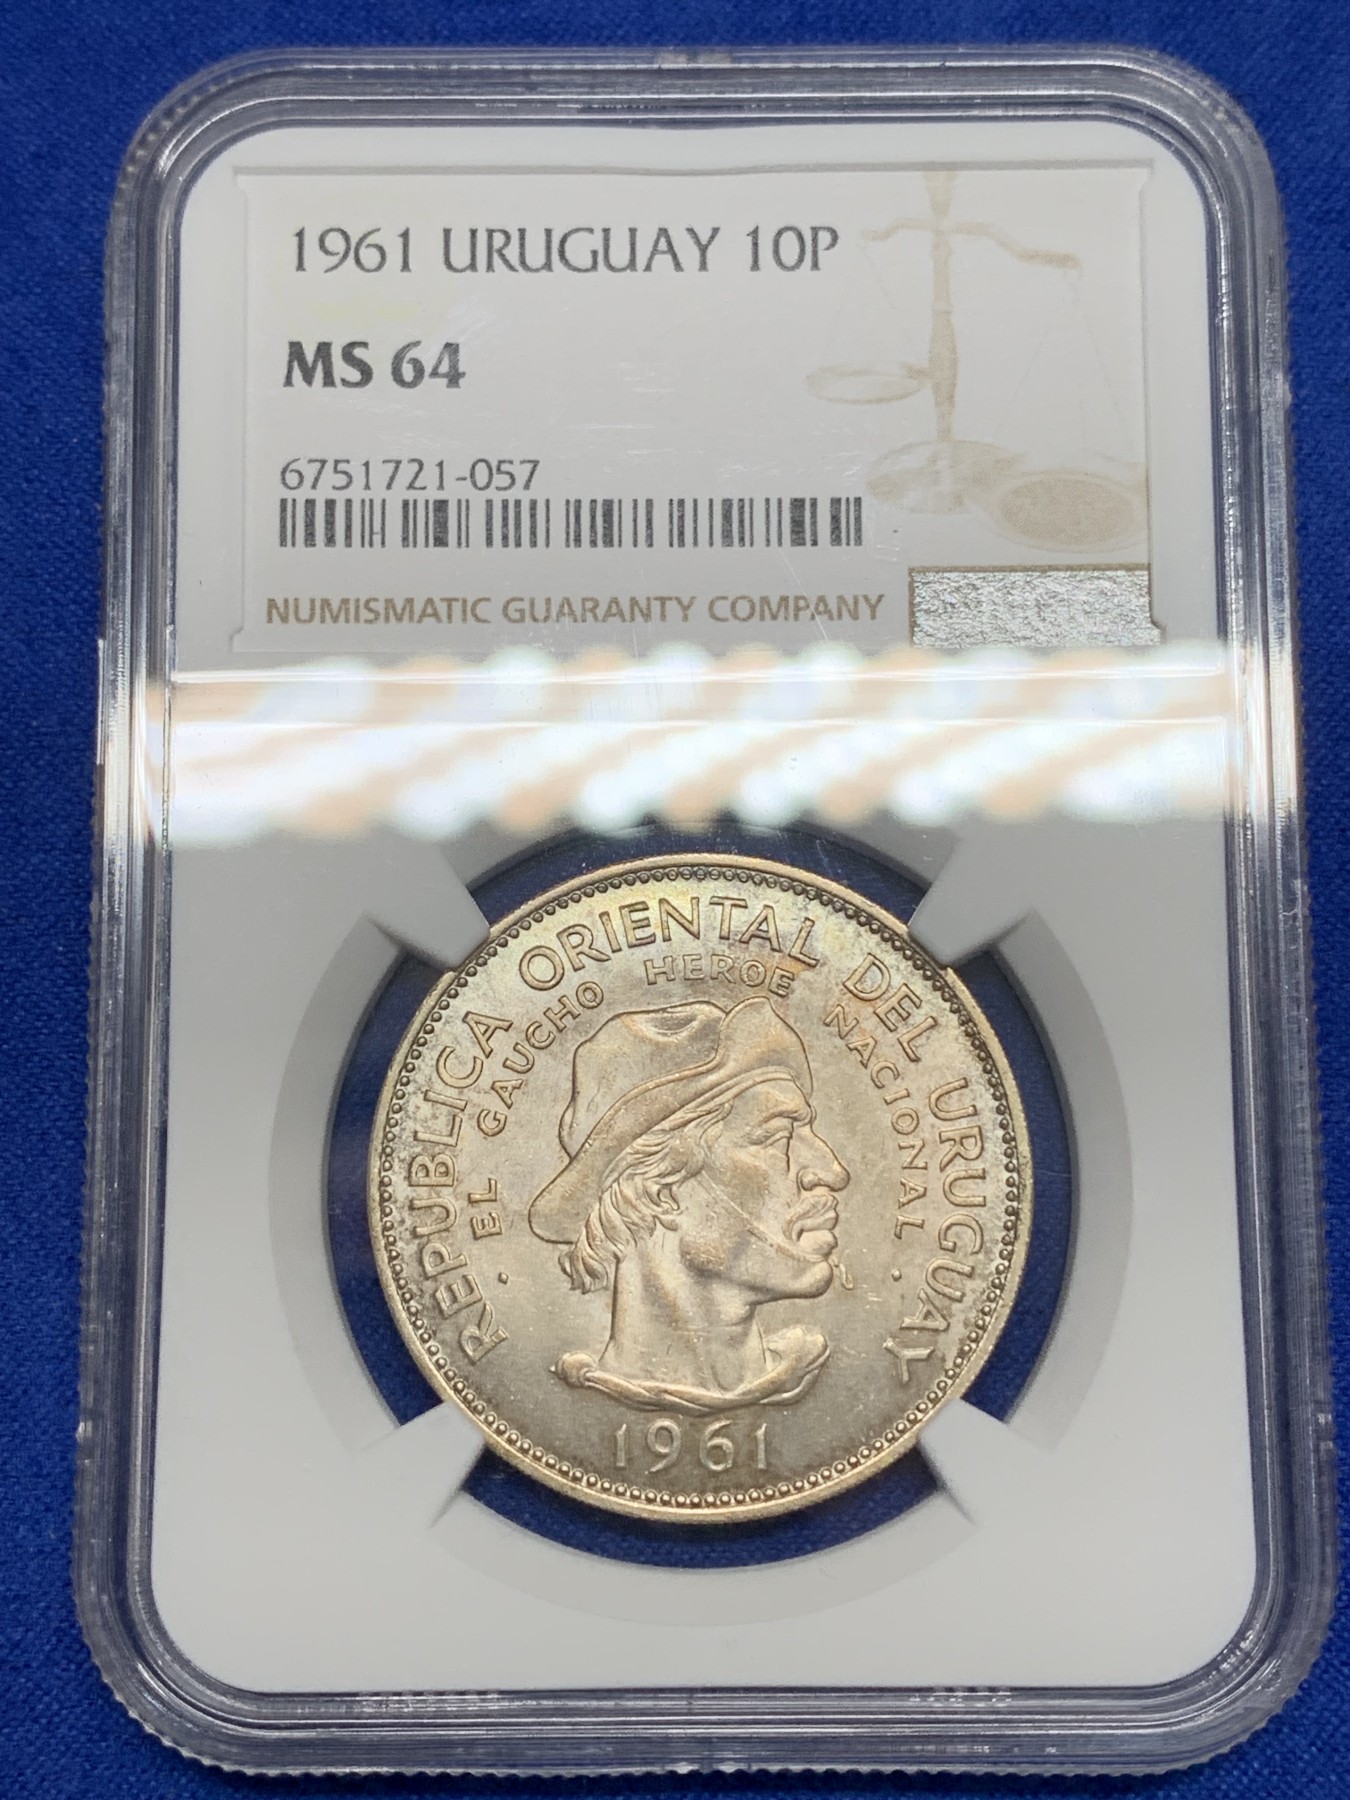 1961 URUGUAY 10P
MS 64
6751721-057
NUMISMATIC GUARANTY COMPANY
REPUBLICA ORIENTAL DEL URUGUAY
· EL GAUCHO HEROE NACIONAL ·
1961